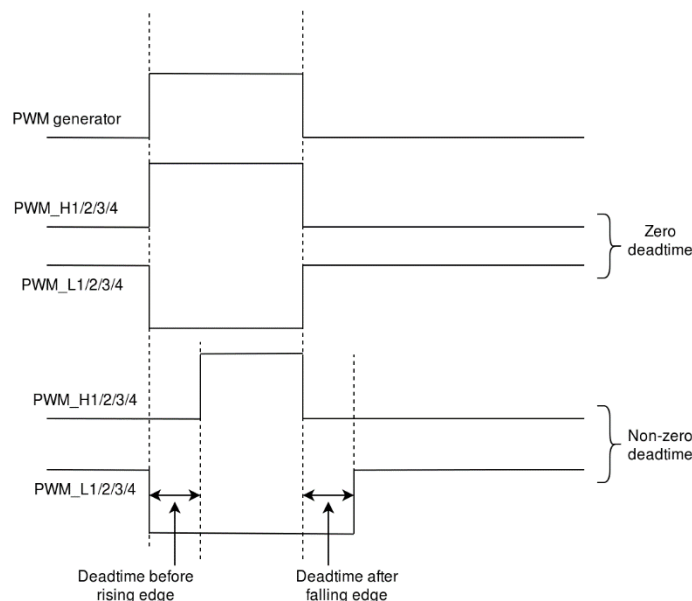 PWM generator
PWM_H1/2/3/4
Zero
deadtime
PWM_L1/2/3/4
PWM_H1/2/3/4
Non-zero
deadtime
PWM_L1/2/3/4
Deadtime before
rising edge
Deadtime after
falling edge